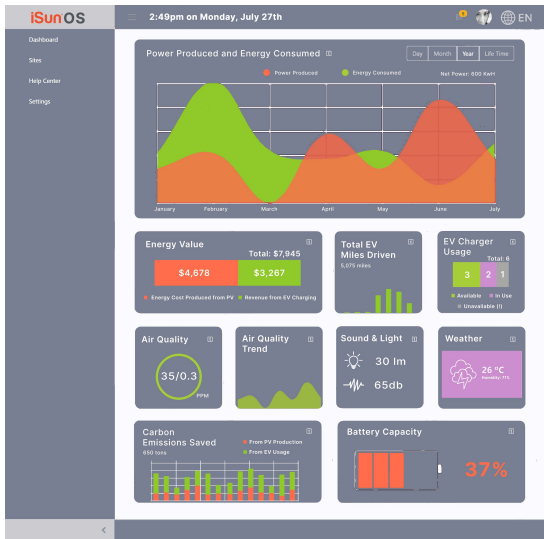 iSun OS
2:49pm on Monday, July 27th
EN
Dashboard
Sites
Help Center
Settings
Power Produced and Energy Consumed
Day Month Year Life Time
Power Produced
Energy Consumed
Net Power: 600 KwH
January February March April May June July
Energy Value
Total: $7,945
$4,678 $3,267
Energy Cost Produced from PV Revenue from EV Charging
Total EV
Miles Driven
5,075 miles
EV Charger
Usage
Total: 6
3 2 1
Available In Use
Unavailable (1)
Air Quality
35/0.3
PPM
Air Quality
Trend
Sound & Light
30 lm
65db
Weather
26 °C
Humidity: 71%
Carbon
Emissions Saved
650 tons
From PV Production
From EV Usage
Battery Capacity
37%